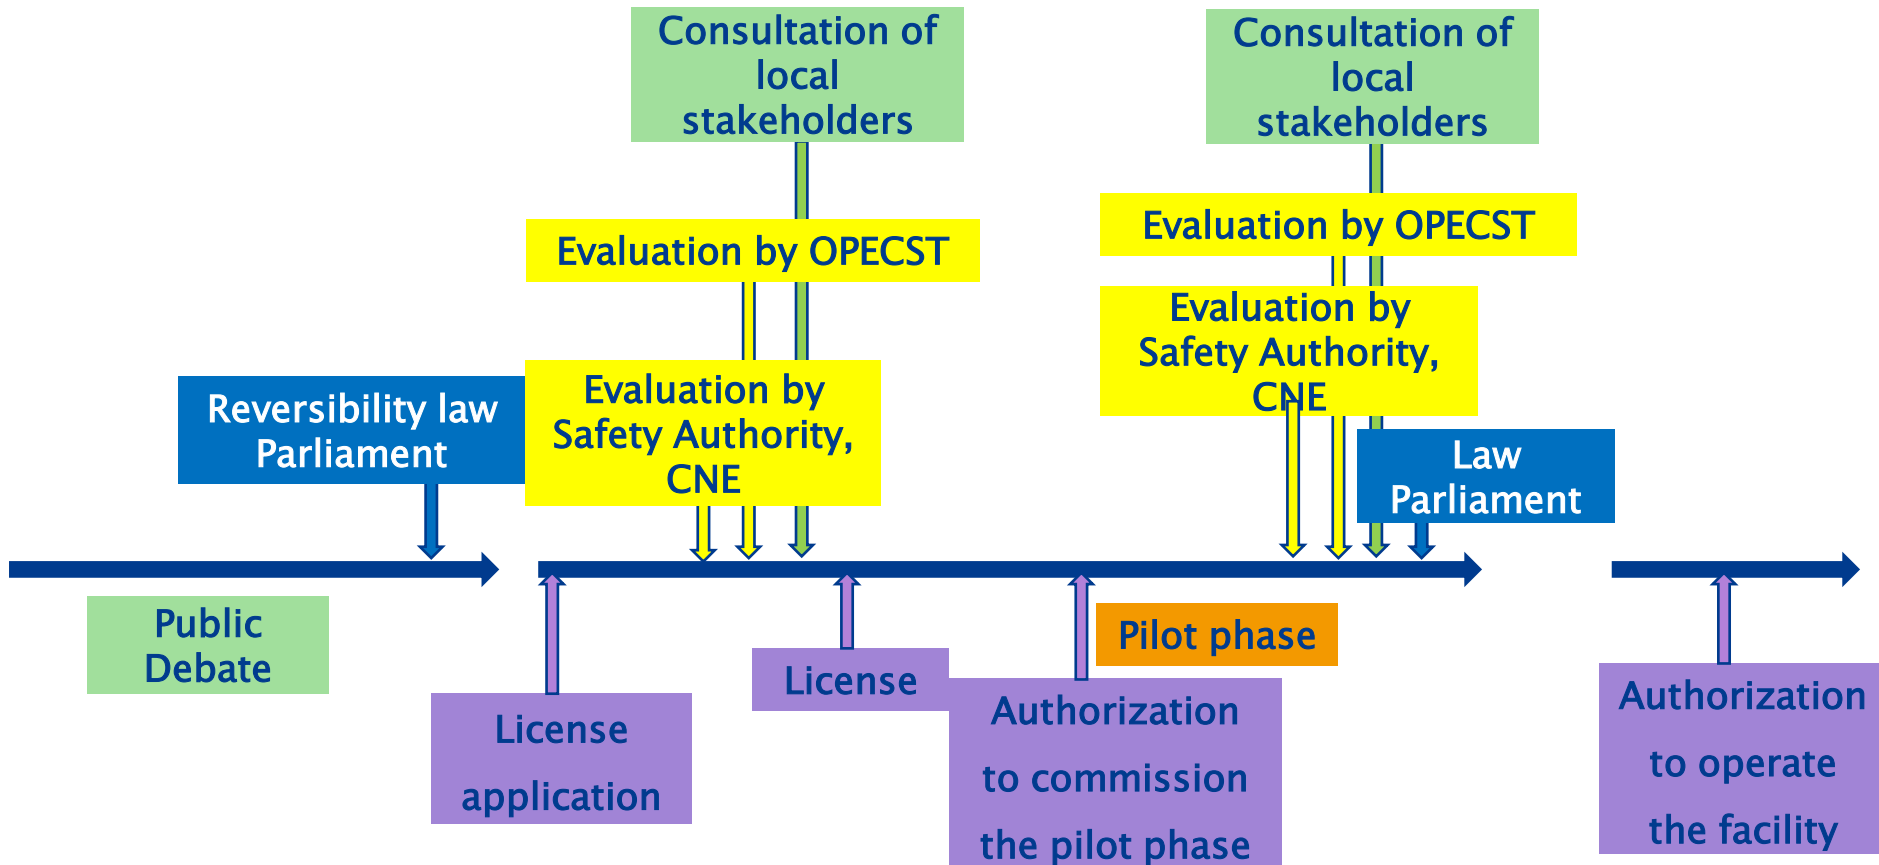 Consultation of
local
stakeholders
Consultation of
local
stakeholders
Evaluation by OPECST
Evaluation by OPECST
Evaluation by
Safety Authority,
CNE
Evaluation by
Safety Authority,
CNE
Reversibility law
Parliament
Law
Parliament
Public
Debate
Pilot phase
License
License
application
Authorization
to commission
the pilot phase
Authorization
to operate
the facility